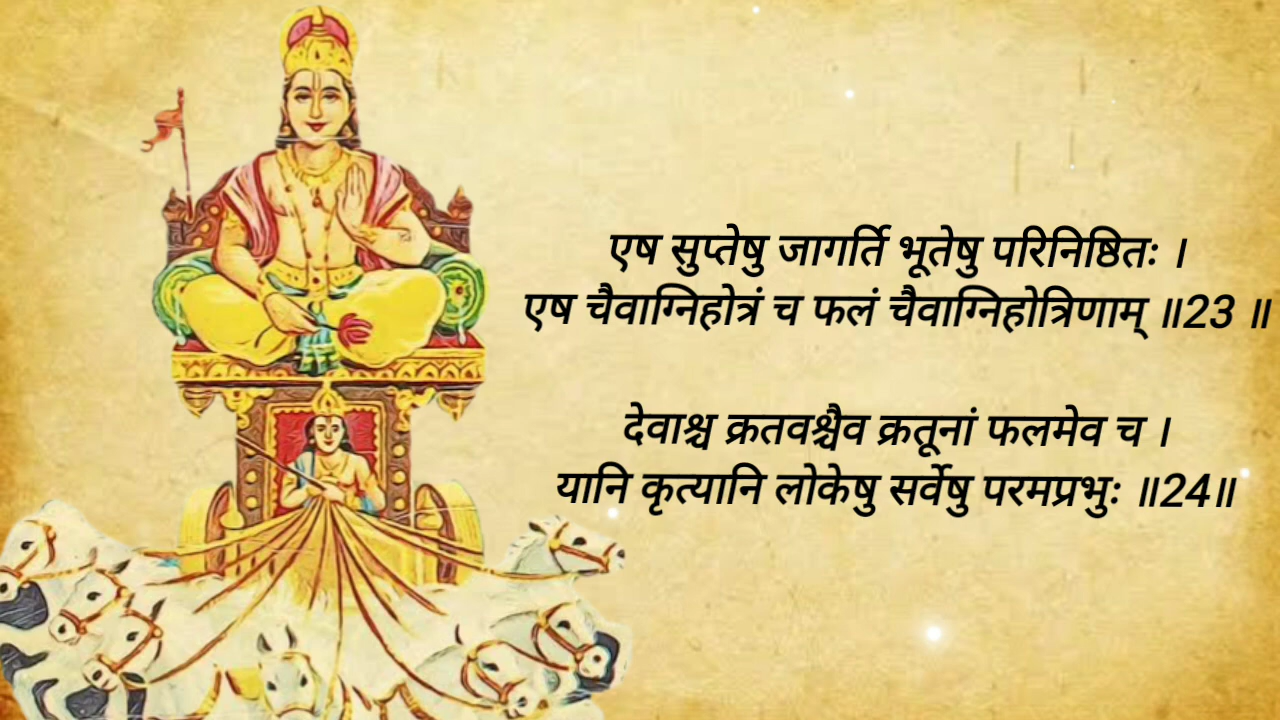 एष सुप्तेषु जागर्ति भूतेषु परिनिष्ठितः ।
एष चैवाग्निहोत्रं च फलं चैवाग्निहोत्रिणाम् ॥23 ॥
देवाश्च क्रतवश्चैव क्रतूनां फलमेव च ।
यानि कृत्यानि लोकेषु सर्वेषु परमप्रभुः ॥24॥